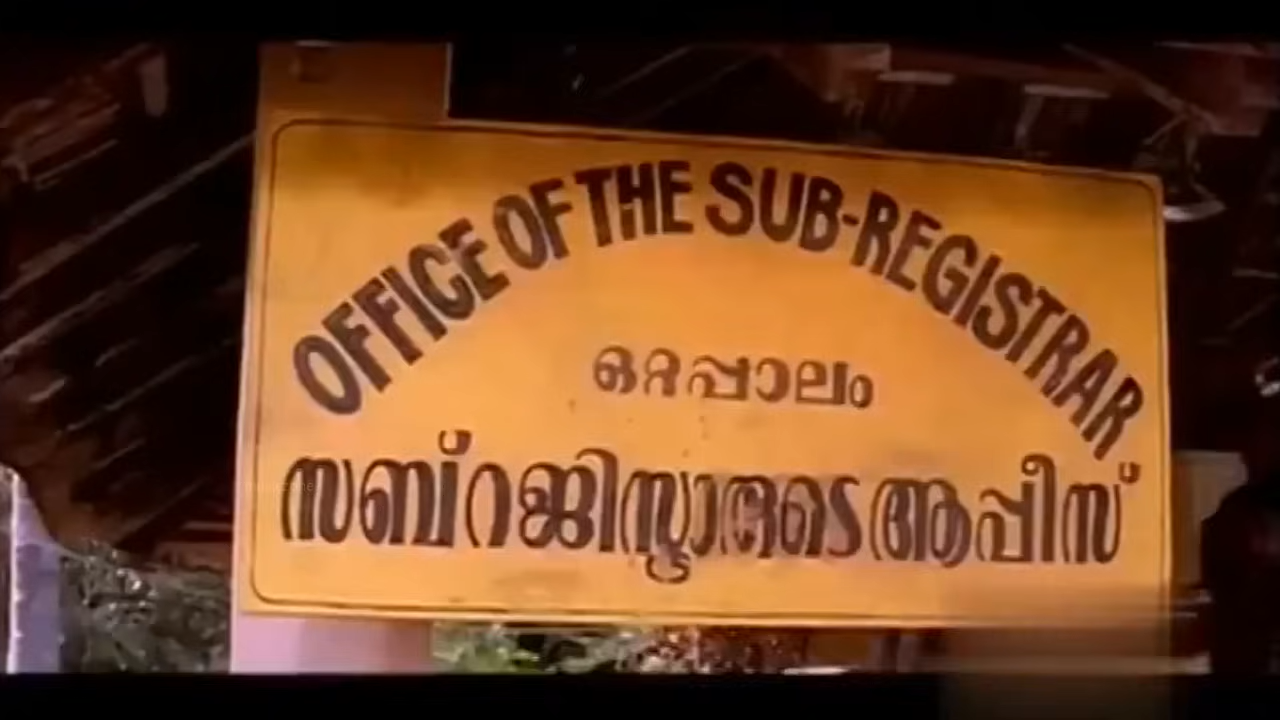 OFFICE OF THE SUB-REGISTRAR
ഒറ്റപ്പാലം
സബ് റജിസ്ട്രാരുടെ ആപ്പീസ്